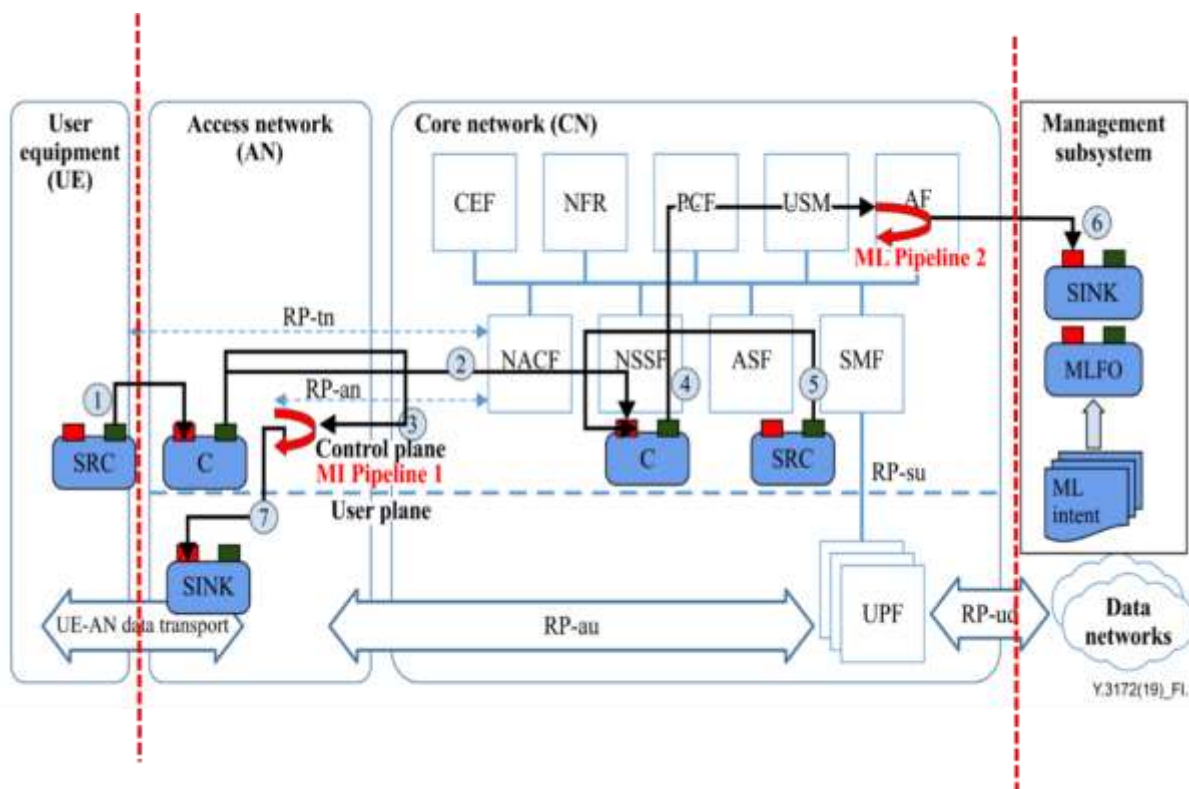 User
equipment
(UE)
Access network
(AN)
Core network (CN)
Management
subsystem
CEF
NFR
PCF
USM
AF
6
ML Pipeline 2
SINK
RP-tn
NACF
NSSF
ASF
SMF
MLFO
2
4
5
1
RP-an
3
SRC
C
Control plane
MI Pipeline 1
C
SRC
RP-su
ML
intent
7
User plane
SINK
UE-AN data transport
RP-au
UPF
RP-ud
Data
networks
Y.3172(19)_FI.